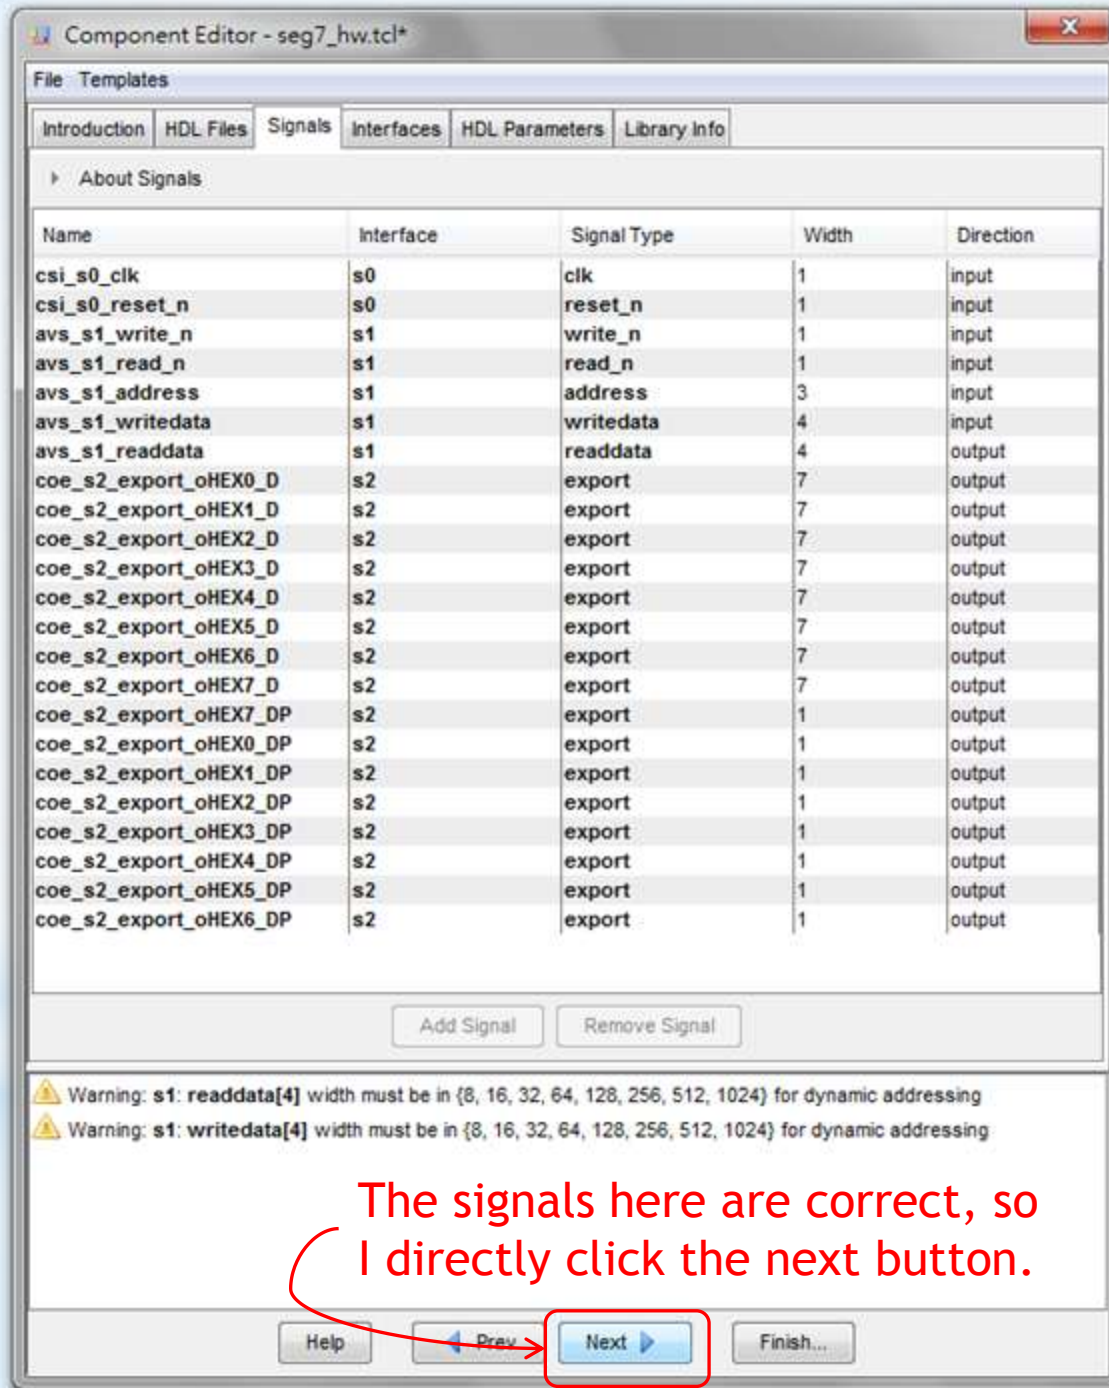 Component Editor - seg7_hw.tcl*
File Templates
Introduction HDL Files Signals Interfaces HDL Parameters Library Info
About Signals
Name Interface Signal Type Width Direction
csi_s0_clk s0 clk 1 input
csi_s0_reset_n s0 reset_n 1 input
avs_s1_write_n s1 write_n 1 input
avs_s1_read_n s1 read_n 1 input
avs_s1_address s1 address 3 input
avs_s1_writedata s1 writedata 4 input
avs_s1_readdata s1 readdata 4 output
coe_s2_export_oHEX0_D s2 export 7 output
coe_s2_export_oHEX1_D s2 export 7 output
coe_s2_export_oHEX2_D s2 export 7 output
coe_s2_export_oHEX3_D s2 export 7 output
coe_s2_export_oHEX4_D s2 export 7 output
coe_s2_export_oHEX5_D s2 export 7 output
coe_s2_export_oHEX6_D s2 export 7 output
coe_s2_export_oHEX7_D s2 export 7 output
coe_s2_export_oHEX7_DP s2 export 1 output
coe_s2_export_oHEX0_DP s2 export 1 output
coe_s2_export_oHEX1_DP s2 export 1 output
coe_s2_export_oHEX2_DP s2 export 1 output
coe_s2_export_oHEX3_DP s2 export 1 output
coe_s2_export_oHEX4_DP s2 export 1 output
coe_s2_export_oHEX5_DP s2 export 1 output
coe_s2_export_oHEX6_DP s2 export 1 output
Add Signal Remove Signal
Warning: s1: readdata[4] width must be in {8, 16, 32, 64, 128, 256, 512, 1024} for dynamic addressing
Warning: s1: writedata[4] width must be in {8, 16, 32, 64, 128, 256, 512, 1024} for dynamic addressing
The signals here are correct, so
I directly click the next button.
Help Prev Next Finish...